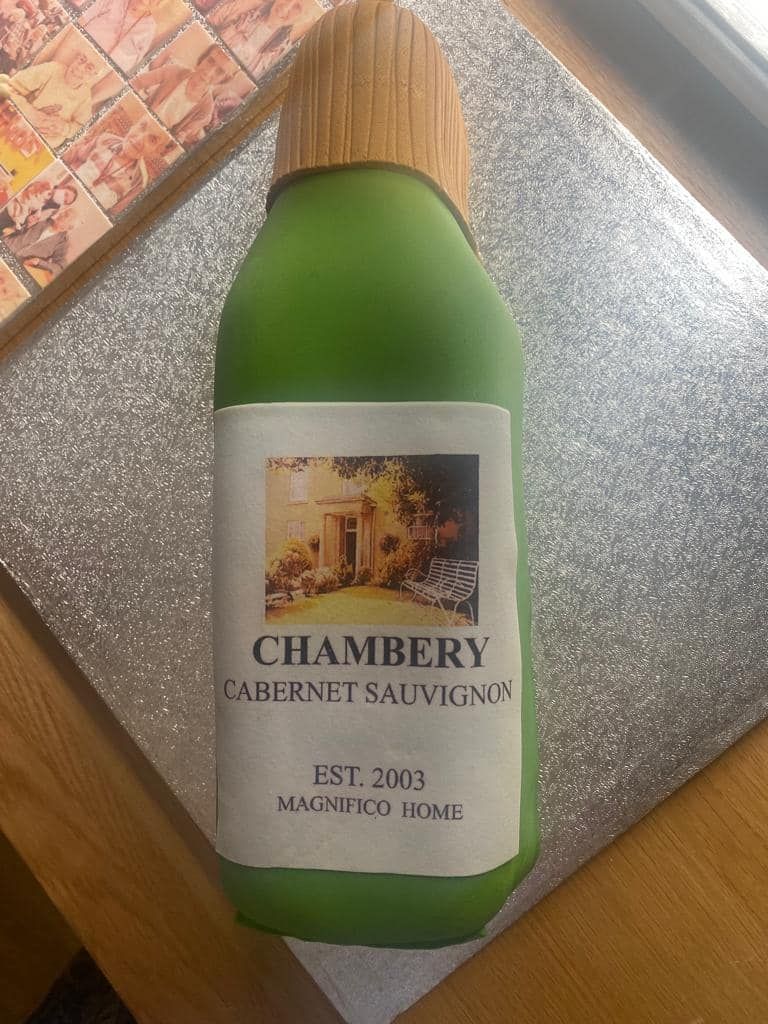 CHAMBERY
CABERNET SAUVIGNON
EST. 2003
MAGNIFICO HOME